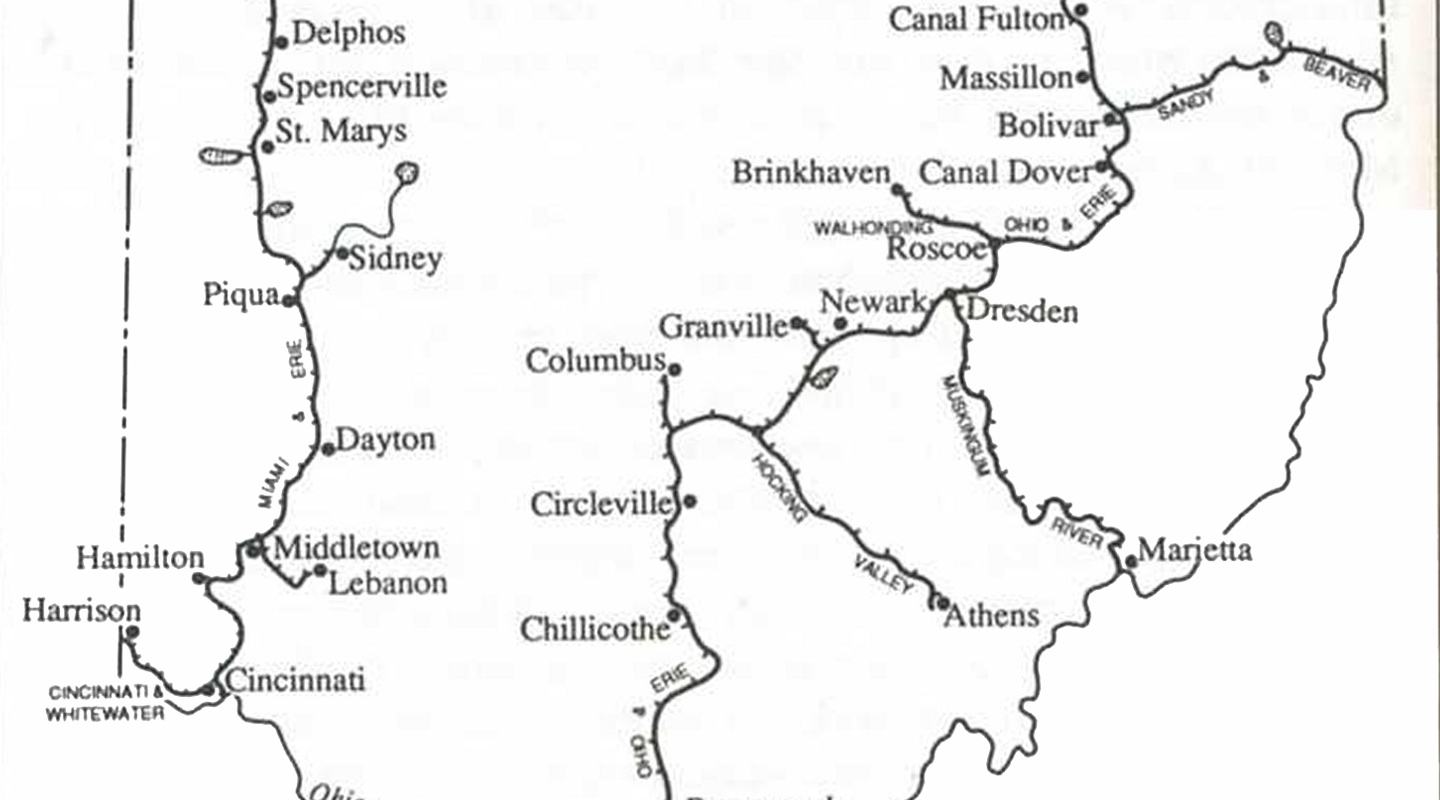 Delphos
Canal Fulton
Spencerville
Massillon
SANDY & BEAVER
St. Marys
Bolivar
Brinkhaven
Canal Dover
WALHONDING
OHIO & ERIE
Sidney
Roscoe
Piqua
Newark
Dresden
Granville
Columbus
MIAMI & ERIE
Dayton
MUSKINGUM
RIVER
HOCKING
VALLEY
Circleville
Hamilton
Middletown
Marietta
Lebanon
Harrison
Athens
Chillicothe
Cincinnati
CINCINNATI &
WHITEWATER
OHIO & ERIE
Ohio